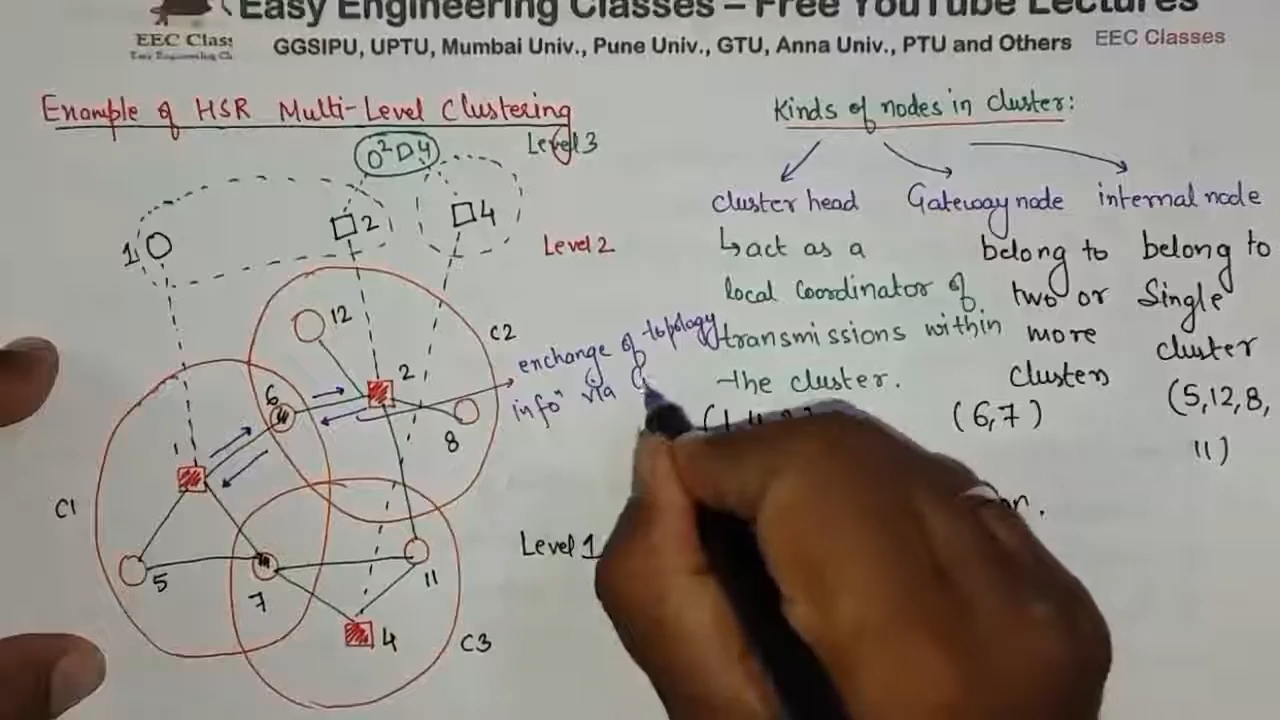 Easy Engineering Classes – Free YouTube Lectures
EEC Class
GGSIPU, UPTU, Mumbai Univ., Pune Univ., GTU, Anna Univ., PTU and Others
EEC Classes
Example of HSR Multi-Level Clustering
Level 3
1
2
4
Level 2
12
C2
2
6
8
1
C1
5
7
11
4
C3
Level 1
exchange of topology
infoⁿ via
Kinds of nodes in cluster:
cluster head
↳act as a
local coordinator of
transmissions within
the cluster.
Gateway node
belong to
two or
more
clusters
(6,7)
internal node
belong to
Single
cluster
(5,12,8,
11)